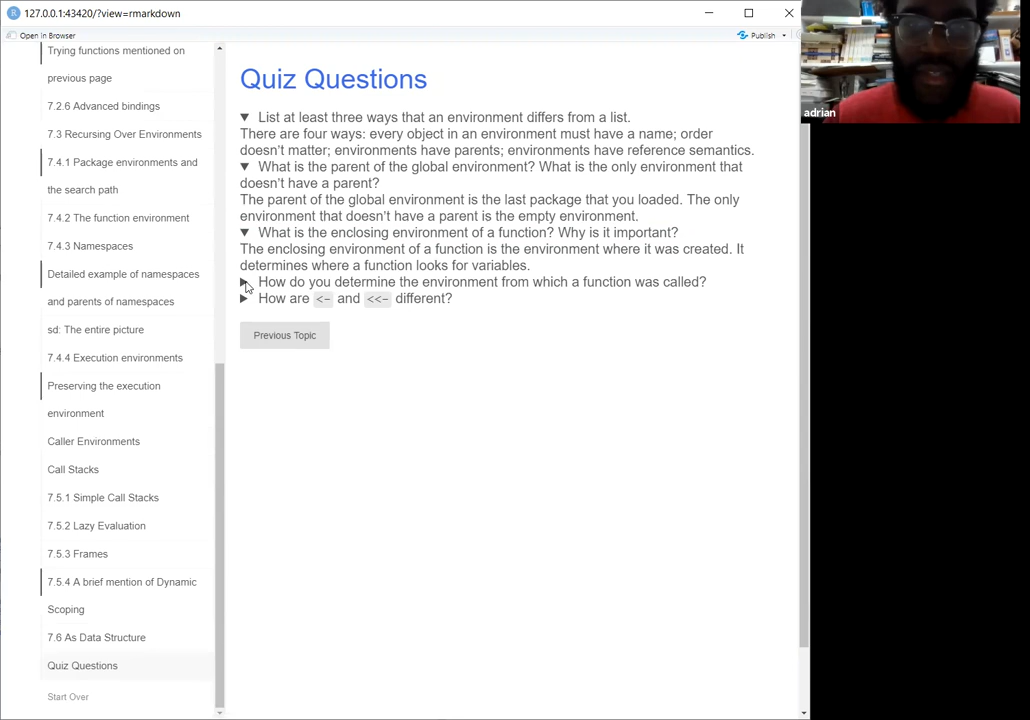 127.0.0.1:43420/?view=rmarkdown
Open In Browser
Publish
adrian
Trying functions mentioned on
previous page
7.2.6 Advanced bindings
7.3 Recursing Over Environments
7.4.1 Package environments and
the search path
7.4.2 The function environment
7.4.3 Namespaces
Detailed example of namespaces
and parents of namespaces
sd: The entire picture
7.4.4 Execution environments
Preserving the execution
environment
Caller Environments
Call Stacks
7.5.1 Simple Call Stacks
7.5.2 Lazy Evaluation
7.5.3 Frames
7.5.4 A brief mention of Dynamic
Scoping
7.6 As Data Structure
Quiz Questions
Start Over
Quiz Questions
List at least three ways that an environment differs from a list.
There are four ways: every object in an environment must have a name; order
doesn't matter; environments have parents; environments have reference semantics.
What is the parent of the global environment? What is the only environment that
doesn't have a parent?
The parent of the global environment is the last package that you loaded. The only
environment that doesn't have a parent is the empty environment.
What is the enclosing environment of a function? Why is it important?
The enclosing environment of a function is the environment where it was created. It
determines where a function looks for variables.
How do you determine the environment from which a function was called?
How are <- and <<- different?
Previous Topic